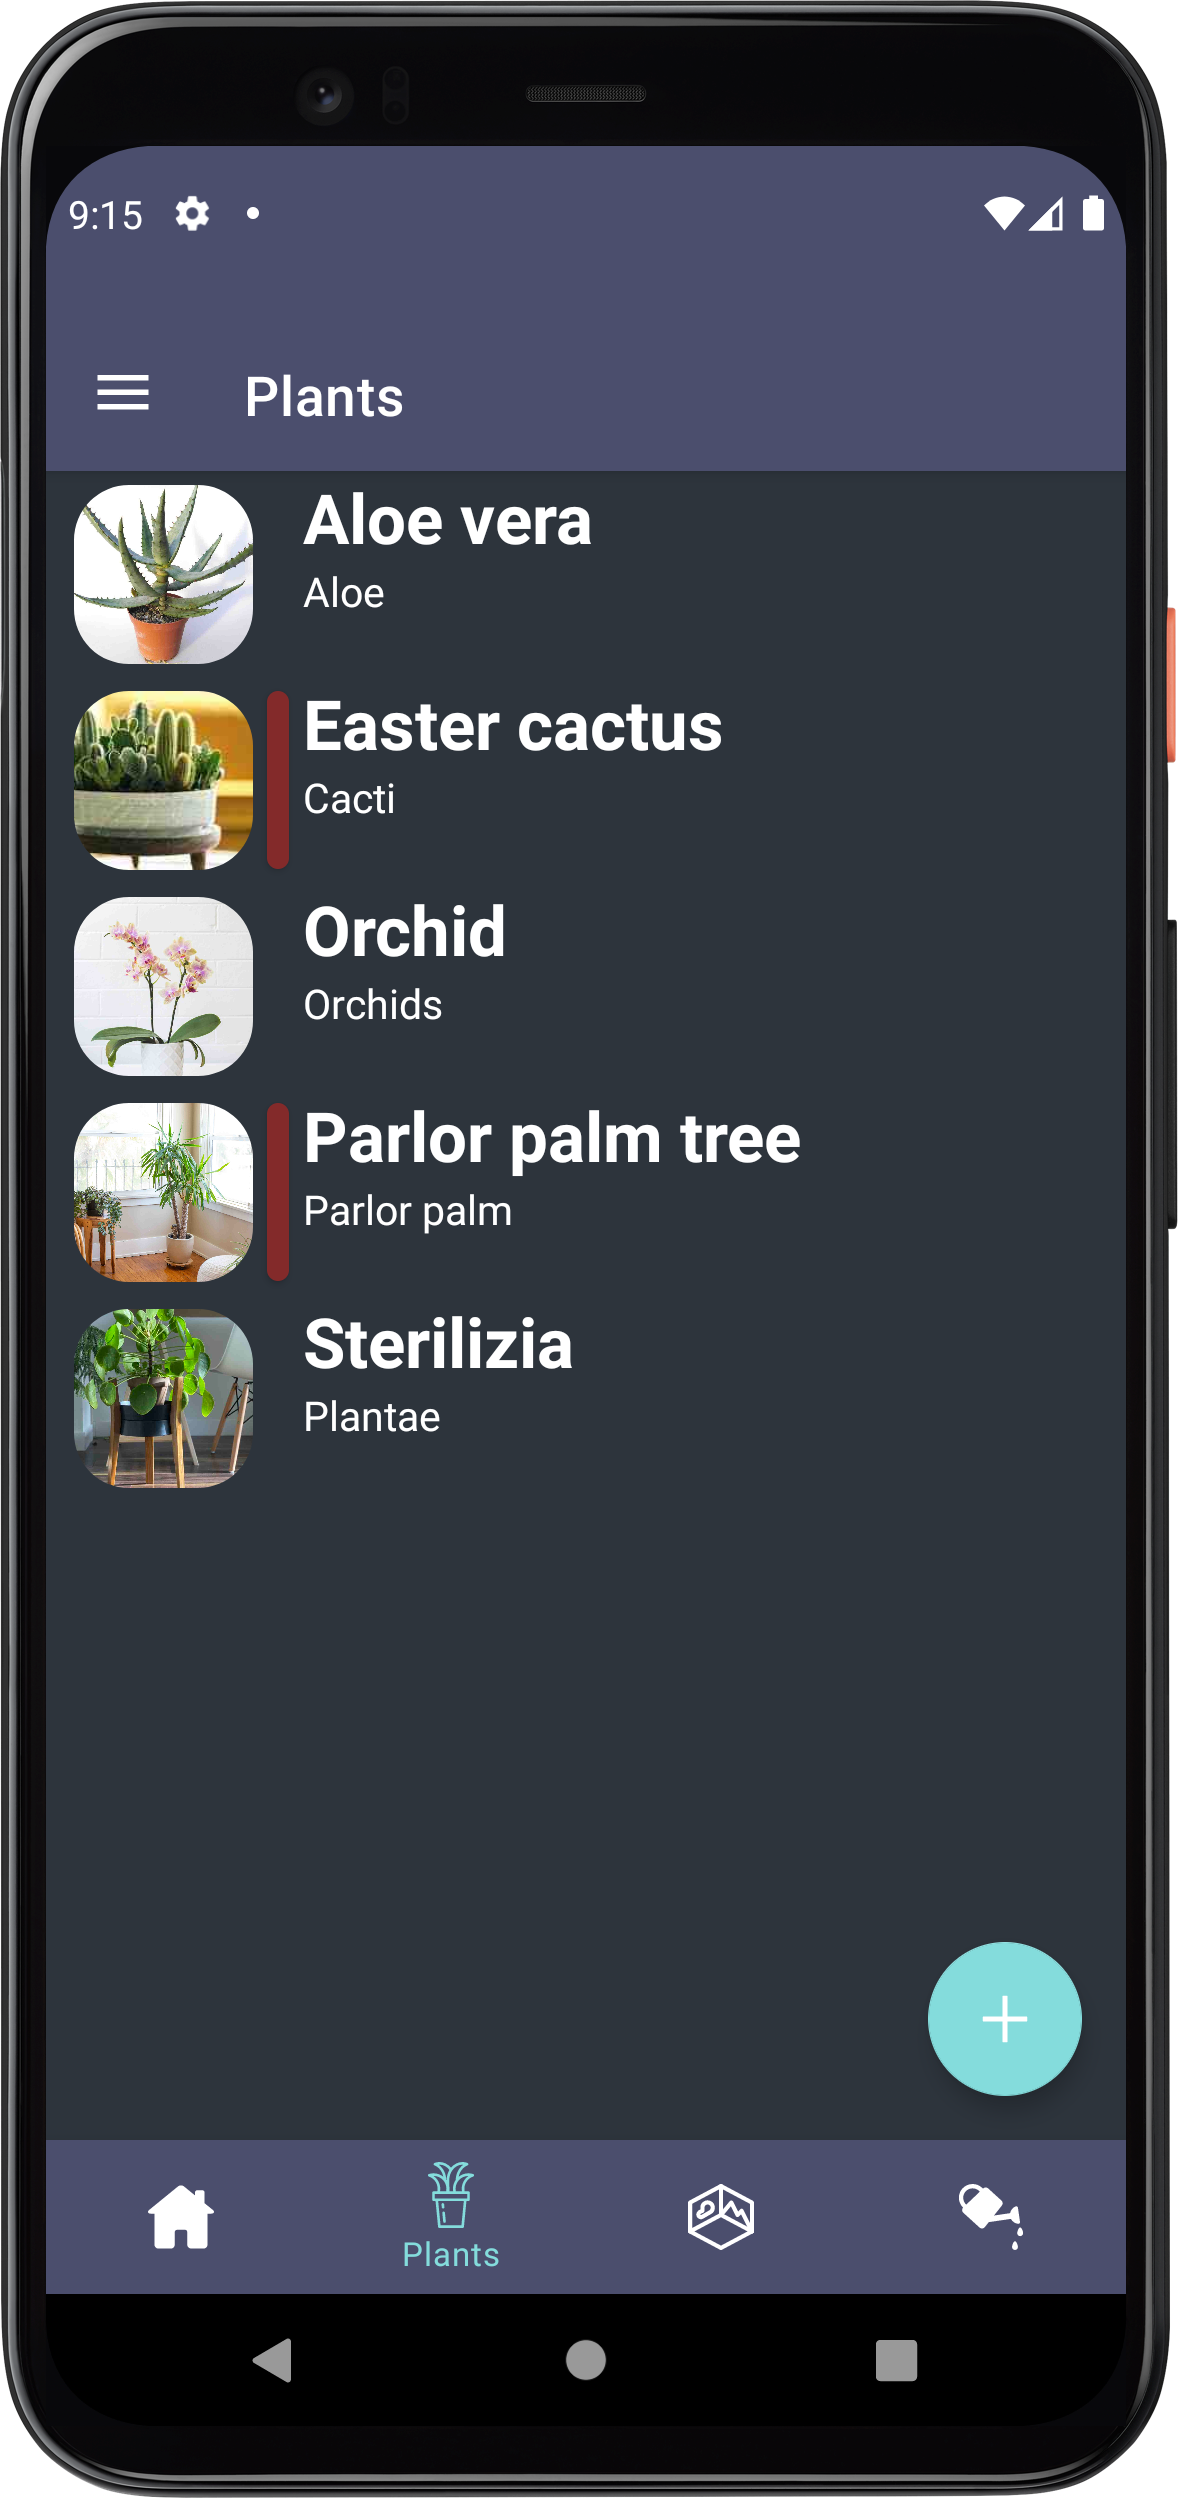 9:15
Plants
Aloe vera
Aloe
Easter cactus
Cacti
Orchid
Orchids
Parlor palm tree
Parlor palm
Sterilizia
Plantae
Plants